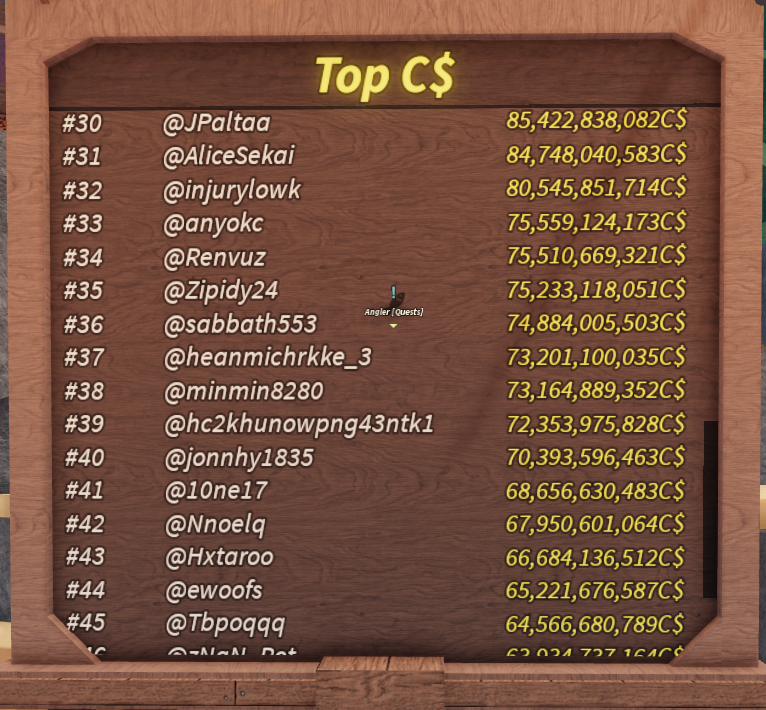 Top C$
#30 @JPaltaa 85,422,838,082C$
#31 @AliceSekai 84,748,040,583C$
#32 @injurylowk 80,545,851,714C$
#33 @anyokc 75,559,124,173C$
#34 @Renvuz 75,510,669,321C$
#35 @Zipidy24 75,233,118,051C$
Angler [Quests]
#36 @sabbath553 74,884,005,503C$
#37 @heanmichrkke_3 73,201,100,035C$
#38 @minmin8280 73,164,889,352C$
#39 @hc2khunowpng43ntk1 72,353,975,828C$
#40 @jonnhy1835 70,393,596,463C$
#41 @10ne17 68,656,630,483C$
#42 @Nnoelq 67,950,601,064C$
#43 @Hxtaroo 66,684,136,512C$
#44 @ewoofs 65,221,676,587C$
#45 @Tbpoqqq 64,566,680,789C$